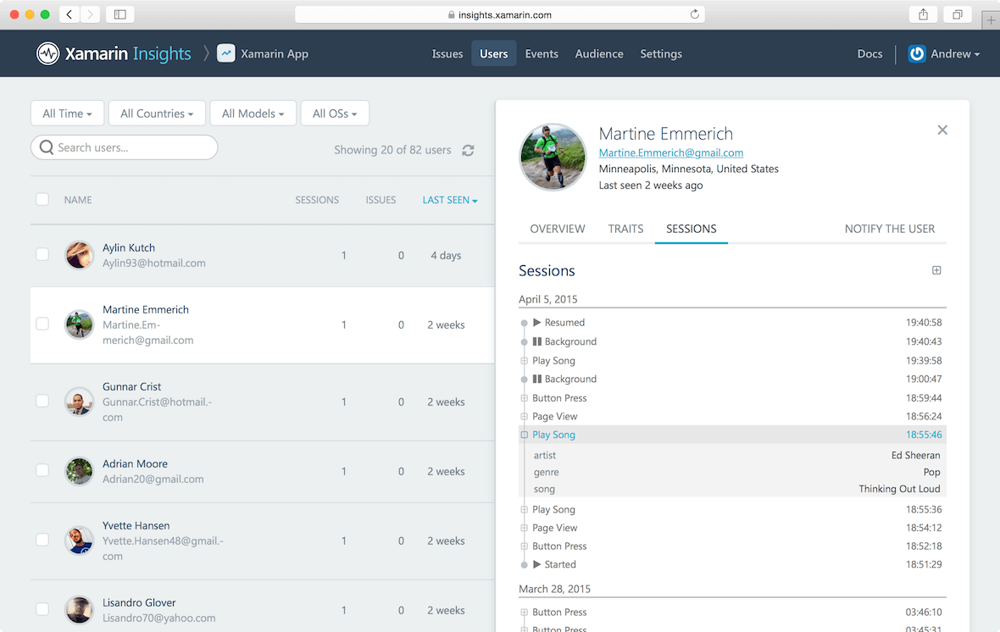 insights.xamarin.com
Xamarin Insights
Xamarin App
Issues
Users
Events
Audience
Settings
Docs
Andrew
All Time
All Countries
All Models
All OSs
Search users...
Showing 20 of 82 users
NAME
SESSIONS
ISSUES
LAST SEEN
Aylin Kutch
Aylin93@hotmail.com
1
0
4 days
Martine Emmerich
Martine.Em-
merich@gmail.com
1
0
2 weeks
Gunnar Crist
Gunnar.Crist@hotmail.-
com
1
0
2 weeks
Adrian Moore
Adrian20@gmail.com
1
0
2 weeks
Yvette Hansen
Yvette.Hansen48@gmail.-
com
1
0
2 weeks
Lisandro Glover
Lisandro70@yahoo.com
1
0
2 weeks
Martine Emmerich
Martine.Emmerich@gmail.com
Minneapolis, Minnesota, United States
Last seen 2 weeks ago
OVERVIEW
TRAITS
SESSIONS
NOTIFY THE USER
Sessions
April 5, 2015
Resumed 19:40:58
Background 19:40:43
Play Song 19:39:58
Background 19:00:47
Button Press 18:59:44
Page View 18:56:24
Play Song 18:55:46
artist Ed Sheeran
genre Pop
song Thinking Out Loud
Play Song 18:55:36
Page View 18:54:12
Button Press 18:52:18
Started 18:51:29
March 28, 2015
Button Press 03:46:10
Button Press 03:45:31